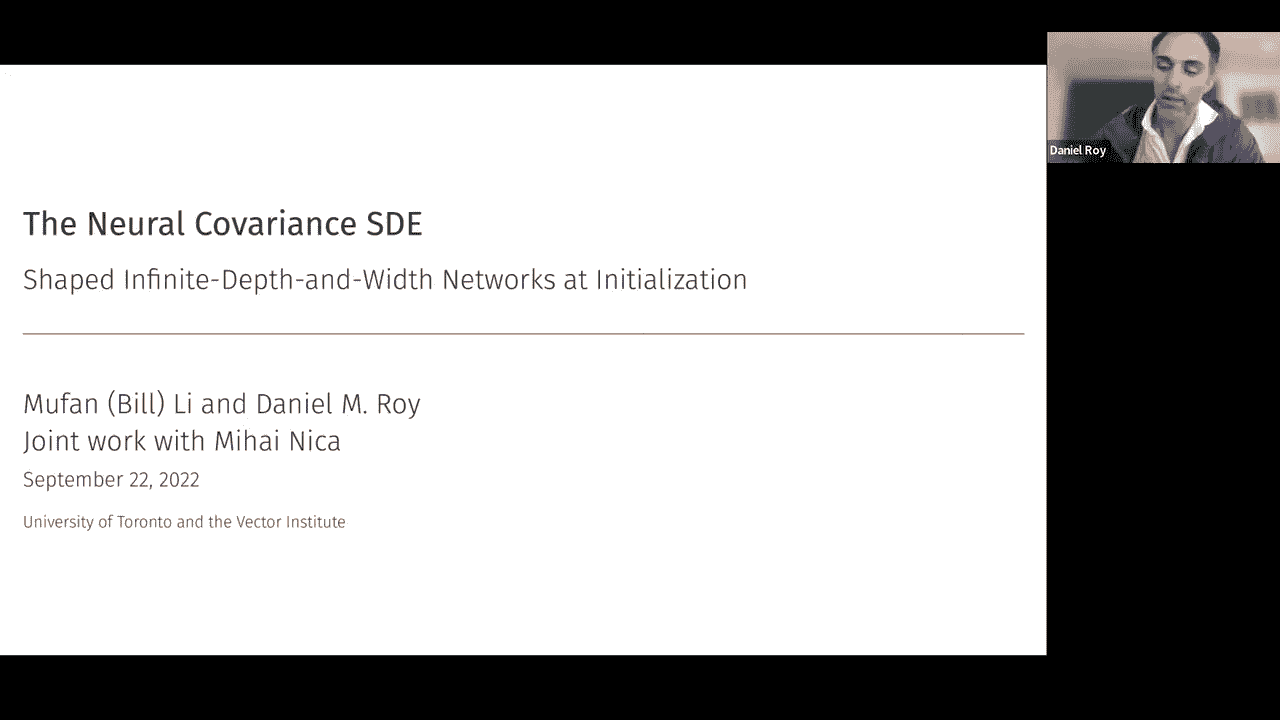 The Neural Covariance SDE
Shaped Infinite-Depth-and-Width Networks at Initialization
Mufan (Bill) Li and Daniel M. Roy
Joint work with Mihai Nica
September 22, 2022
University of Toronto and the Vector Institute
Daniel Roy